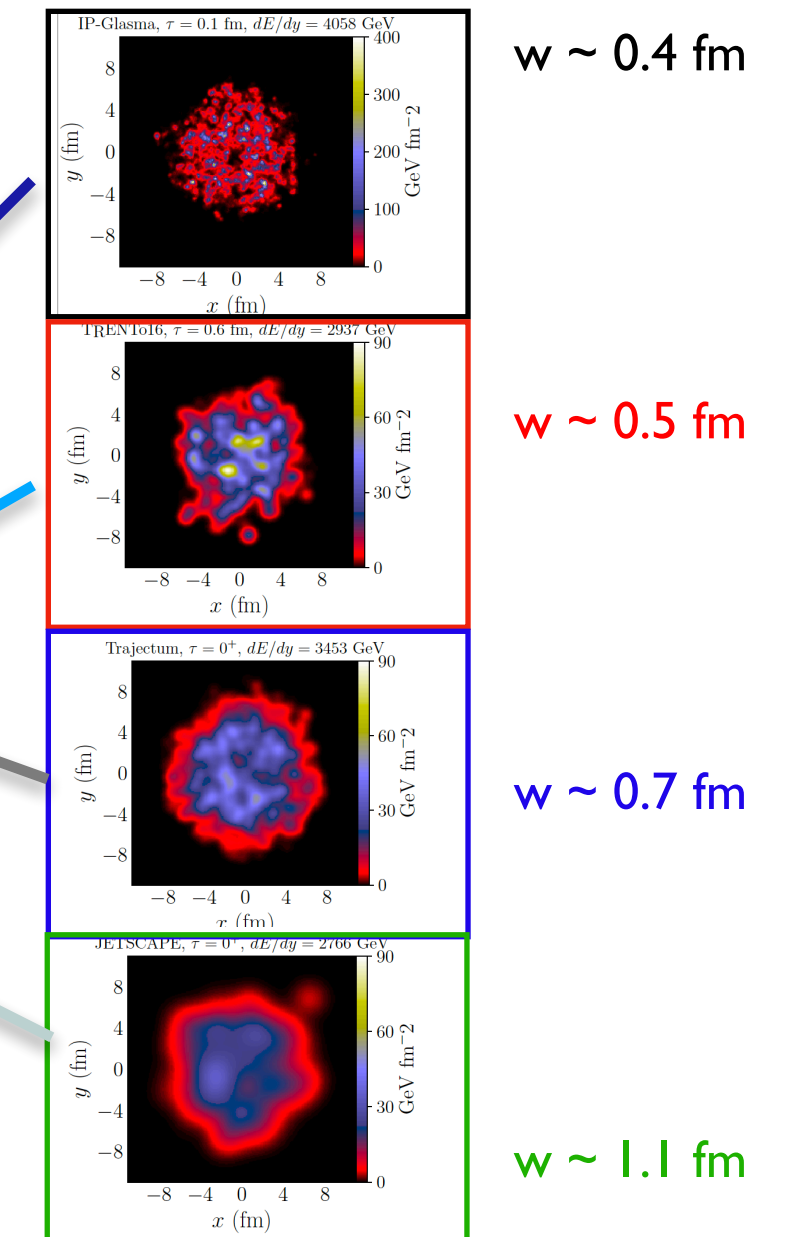 IP-Glasma, τ = 0.1 fm, dE/dy = 4058 GeV
w ~ 0.4 fm
400
300
200
100
0
GeV fm−2
8
4
0
−4
−8
y (fm)
−8 −4 0 4 8
x (fm)
TRENTo16, τ = 0.6 fm, dE/dy = 2937 GeV
w ~ 0.5 fm
90
60
30
0
GeV fm−2
8
4
0
−4
−8
y (fm)
−8 −4 0 4 8
x (fm)
Trajectum, τ = 0⁺, dE/dy = 3453 GeV
w ~ 0.7 fm
90
60
30
0
GeV fm−2
8
4
0
−4
−8
y (fm)
−8 −4 0 4 8
x (fm)
JETSCAPE, τ = 0⁺, dE/dy = 2766 GeV
w ~ 1.1 fm
90
60
30
0
GeV fm−2
8
4
0
−4
−8
y (fm)
−8 −4 0 4 8
x (fm)